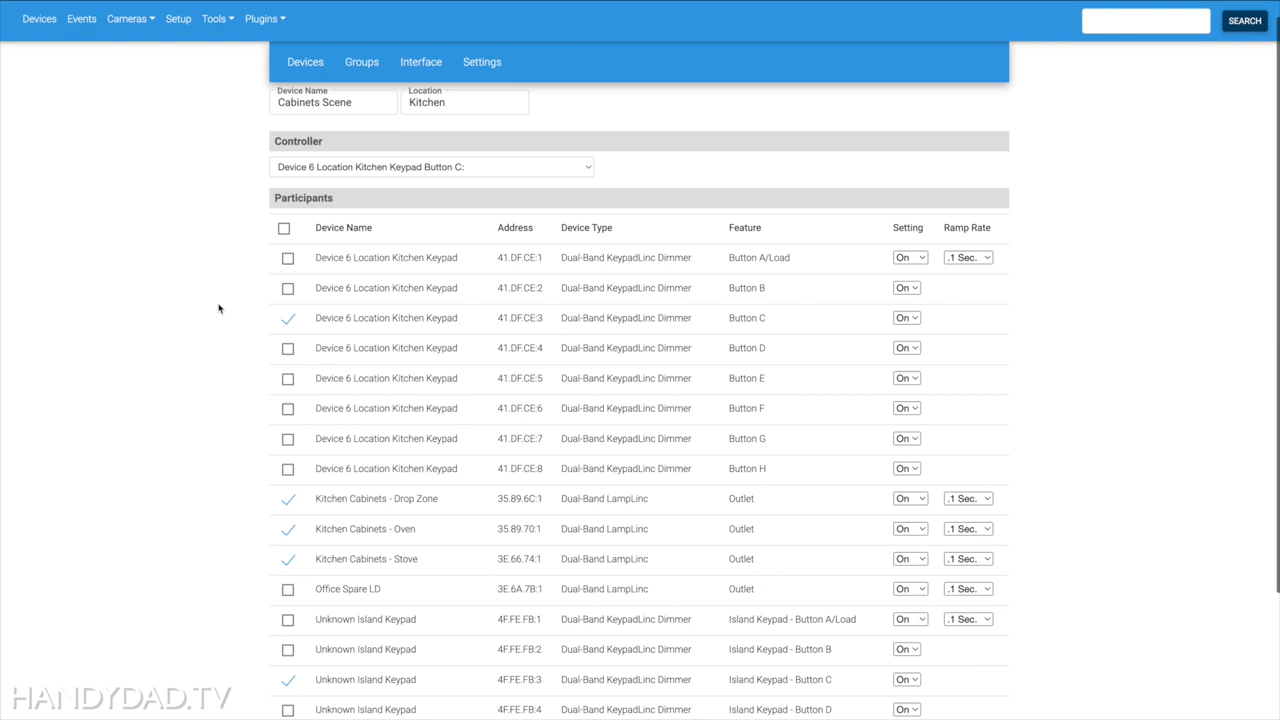 Devices Events Cameras Setup Tools Plugins SEARCH
Devices Groups Interface Settings
Device Name Location
Cabinets Scene Kitchen
Controller
Device 6 Location Kitchen Keypad Button C:
Participants
Device Name Address Device Type Feature Setting Ramp Rate
Device 6 Location Kitchen Keypad 41.DF.CE:1 Dual-Band KeypadLinc Dimmer Button A/Load On .1 Sec.
Device 6 Location Kitchen Keypad 41.DF.CE:2 Dual-Band KeypadLinc Dimmer Button B On
Device 6 Location Kitchen Keypad 41.DF.CE:3 Dual-Band KeypadLinc Dimmer Button C On
Device 6 Location Kitchen Keypad 41.DF.CE:4 Dual-Band KeypadLinc Dimmer Button D On
Device 6 Location Kitchen Keypad 41.DF.CE:5 Dual-Band KeypadLinc Dimmer Button E On
Device 6 Location Kitchen Keypad 41.DF.CE:6 Dual-Band KeypadLinc Dimmer Button F On
Device 6 Location Kitchen Keypad 41.DF.CE:7 Dual-Band KeypadLinc Dimmer Button G On
Device 6 Location Kitchen Keypad 41.DF.CE:8 Dual-Band KeypadLinc Dimmer Button H On
Kitchen Cabinets - Drop Zone 35.89.6C:1 Dual-Band LampLinc Outlet On .1 Sec.
Kitchen Cabinets - Oven 35.89.70:1 Dual-Band LampLinc Outlet On .1 Sec.
Kitchen Cabinets - Stove 3E.66.74:1 Dual-Band LampLinc Outlet On .1 Sec.
Office Spare LD 3E.6A.7B:1 Dual-Band LampLinc Outlet On .1 Sec.
Unknown Island Keypad 4F.FE.FB:1 Dual-Band KeypadLinc Dimmer Island Keypad - Button A/Load On .1 Sec.
Unknown Island Keypad 4F.FE.FB:2 Dual-Band KeypadLinc Dimmer Island Keypad - Button B On
Unknown Island Keypad 4F.FE.FB:3 Dual-Band KeypadLinc Dimmer Island Keypad - Button C On
Unknown Island Keypad 4F.FE.FB:4 Dual-Band KeypadLinc Dimmer Island Keypad - Button D On
HANDYDAD.TV